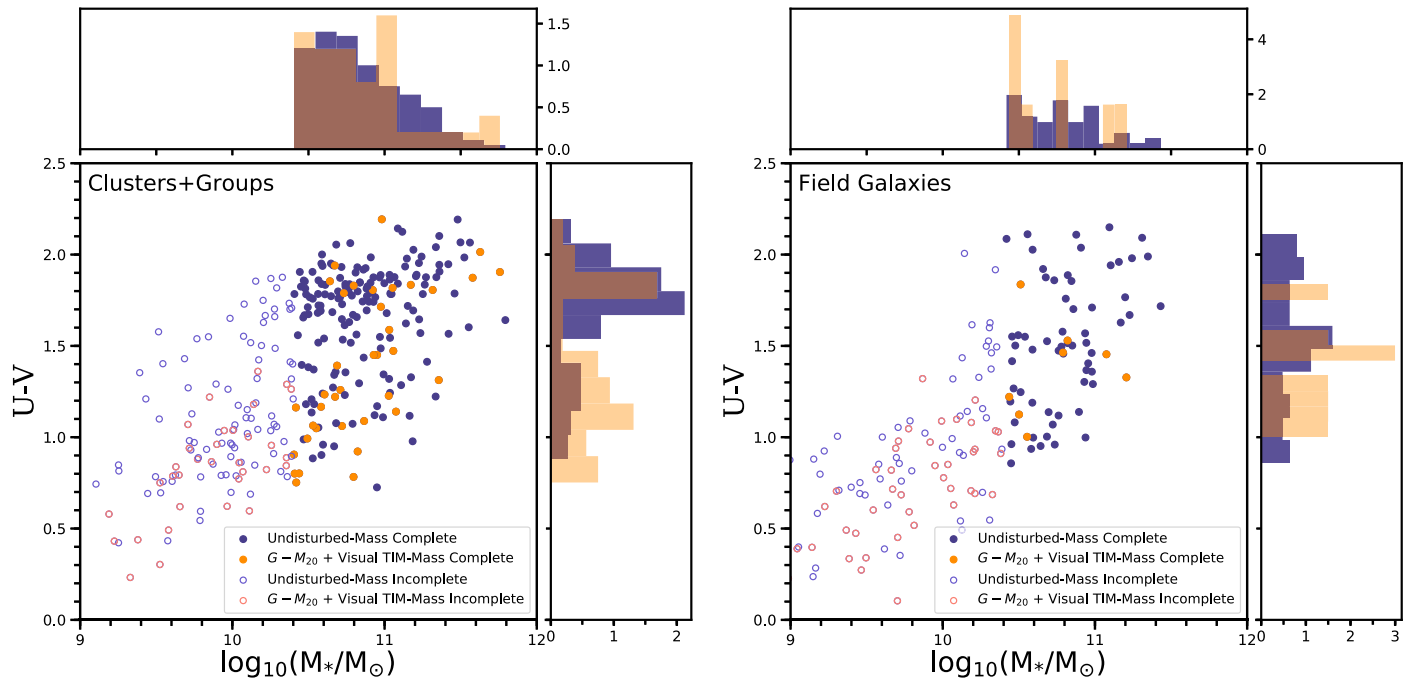 1.5
1.0
0.5
0.0
4
2
0
Clusters+Groups
Field Galaxies
2.5
2.0
1.5
1.0
0.5
0.0
U-V
10
11
12
log₁₀(M*/M⊙)
0
1
2
Undisturbed-Mass Complete
G − M₂₀ + Visual TIM-Mass Complete
Undisturbed-Mass Incomplete
G − M₂₀ + Visual TIM-Mass Incomplete
2.5
2.0
1.5
1.0
0.5
0.0
U-V
9
10
11
12
log₁₀(M*/M⊙)
0
1
2
3
Undisturbed-Mass Complete
G − M₂₀ + Visual TIM-Mass Complete
Undisturbed-Mass Incomplete
G − M₂₀ + Visual TIM-Mass Incomplete